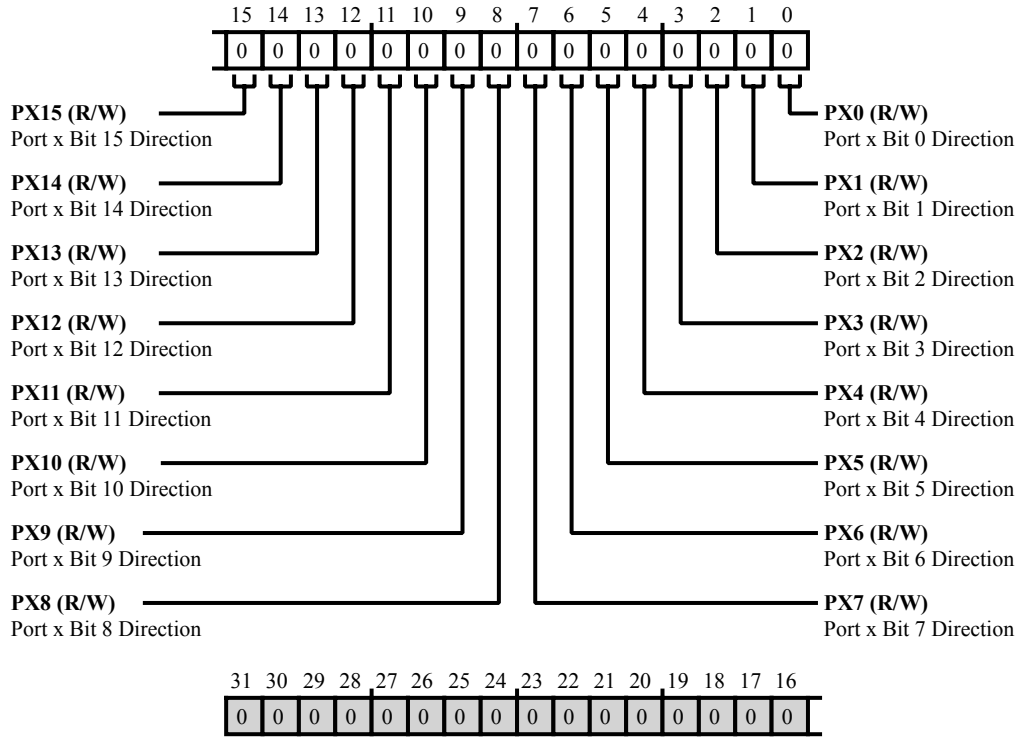 15 14 13 12 11 10 9 8 7 6 5 4 3 2 1 0
0 0 0 0 0 0 0 0 0 0 0 0 0 0 0 0
PX15 (R/W)
Port x Bit 15 Direction
PX14 (R/W)
Port x Bit 14 Direction
PX13 (R/W)
Port x Bit 13 Direction
PX12 (R/W)
Port x Bit 12 Direction
PX11 (R/W)
Port x Bit 11 Direction
PX10 (R/W)
Port x Bit 10 Direction
PX9 (R/W)
Port x Bit 9 Direction
PX8 (R/W)
Port x Bit 8 Direction
PX0 (R/W)
Port x Bit 0 Direction
PX1 (R/W)
Port x Bit 1 Direction
PX2 (R/W)
Port x Bit 2 Direction
PX3 (R/W)
Port x Bit 3 Direction
PX4 (R/W)
Port x Bit 4 Direction
PX5 (R/W)
Port x Bit 5 Direction
PX6 (R/W)
Port x Bit 6 Direction
PX7 (R/W)
Port x Bit 7 Direction
31 30 29 28 27 26 25 24 23 22 21 20 19 18 17 16
0 0 0 0 0 0 0 0 0 0 0 0 0 0 0 0